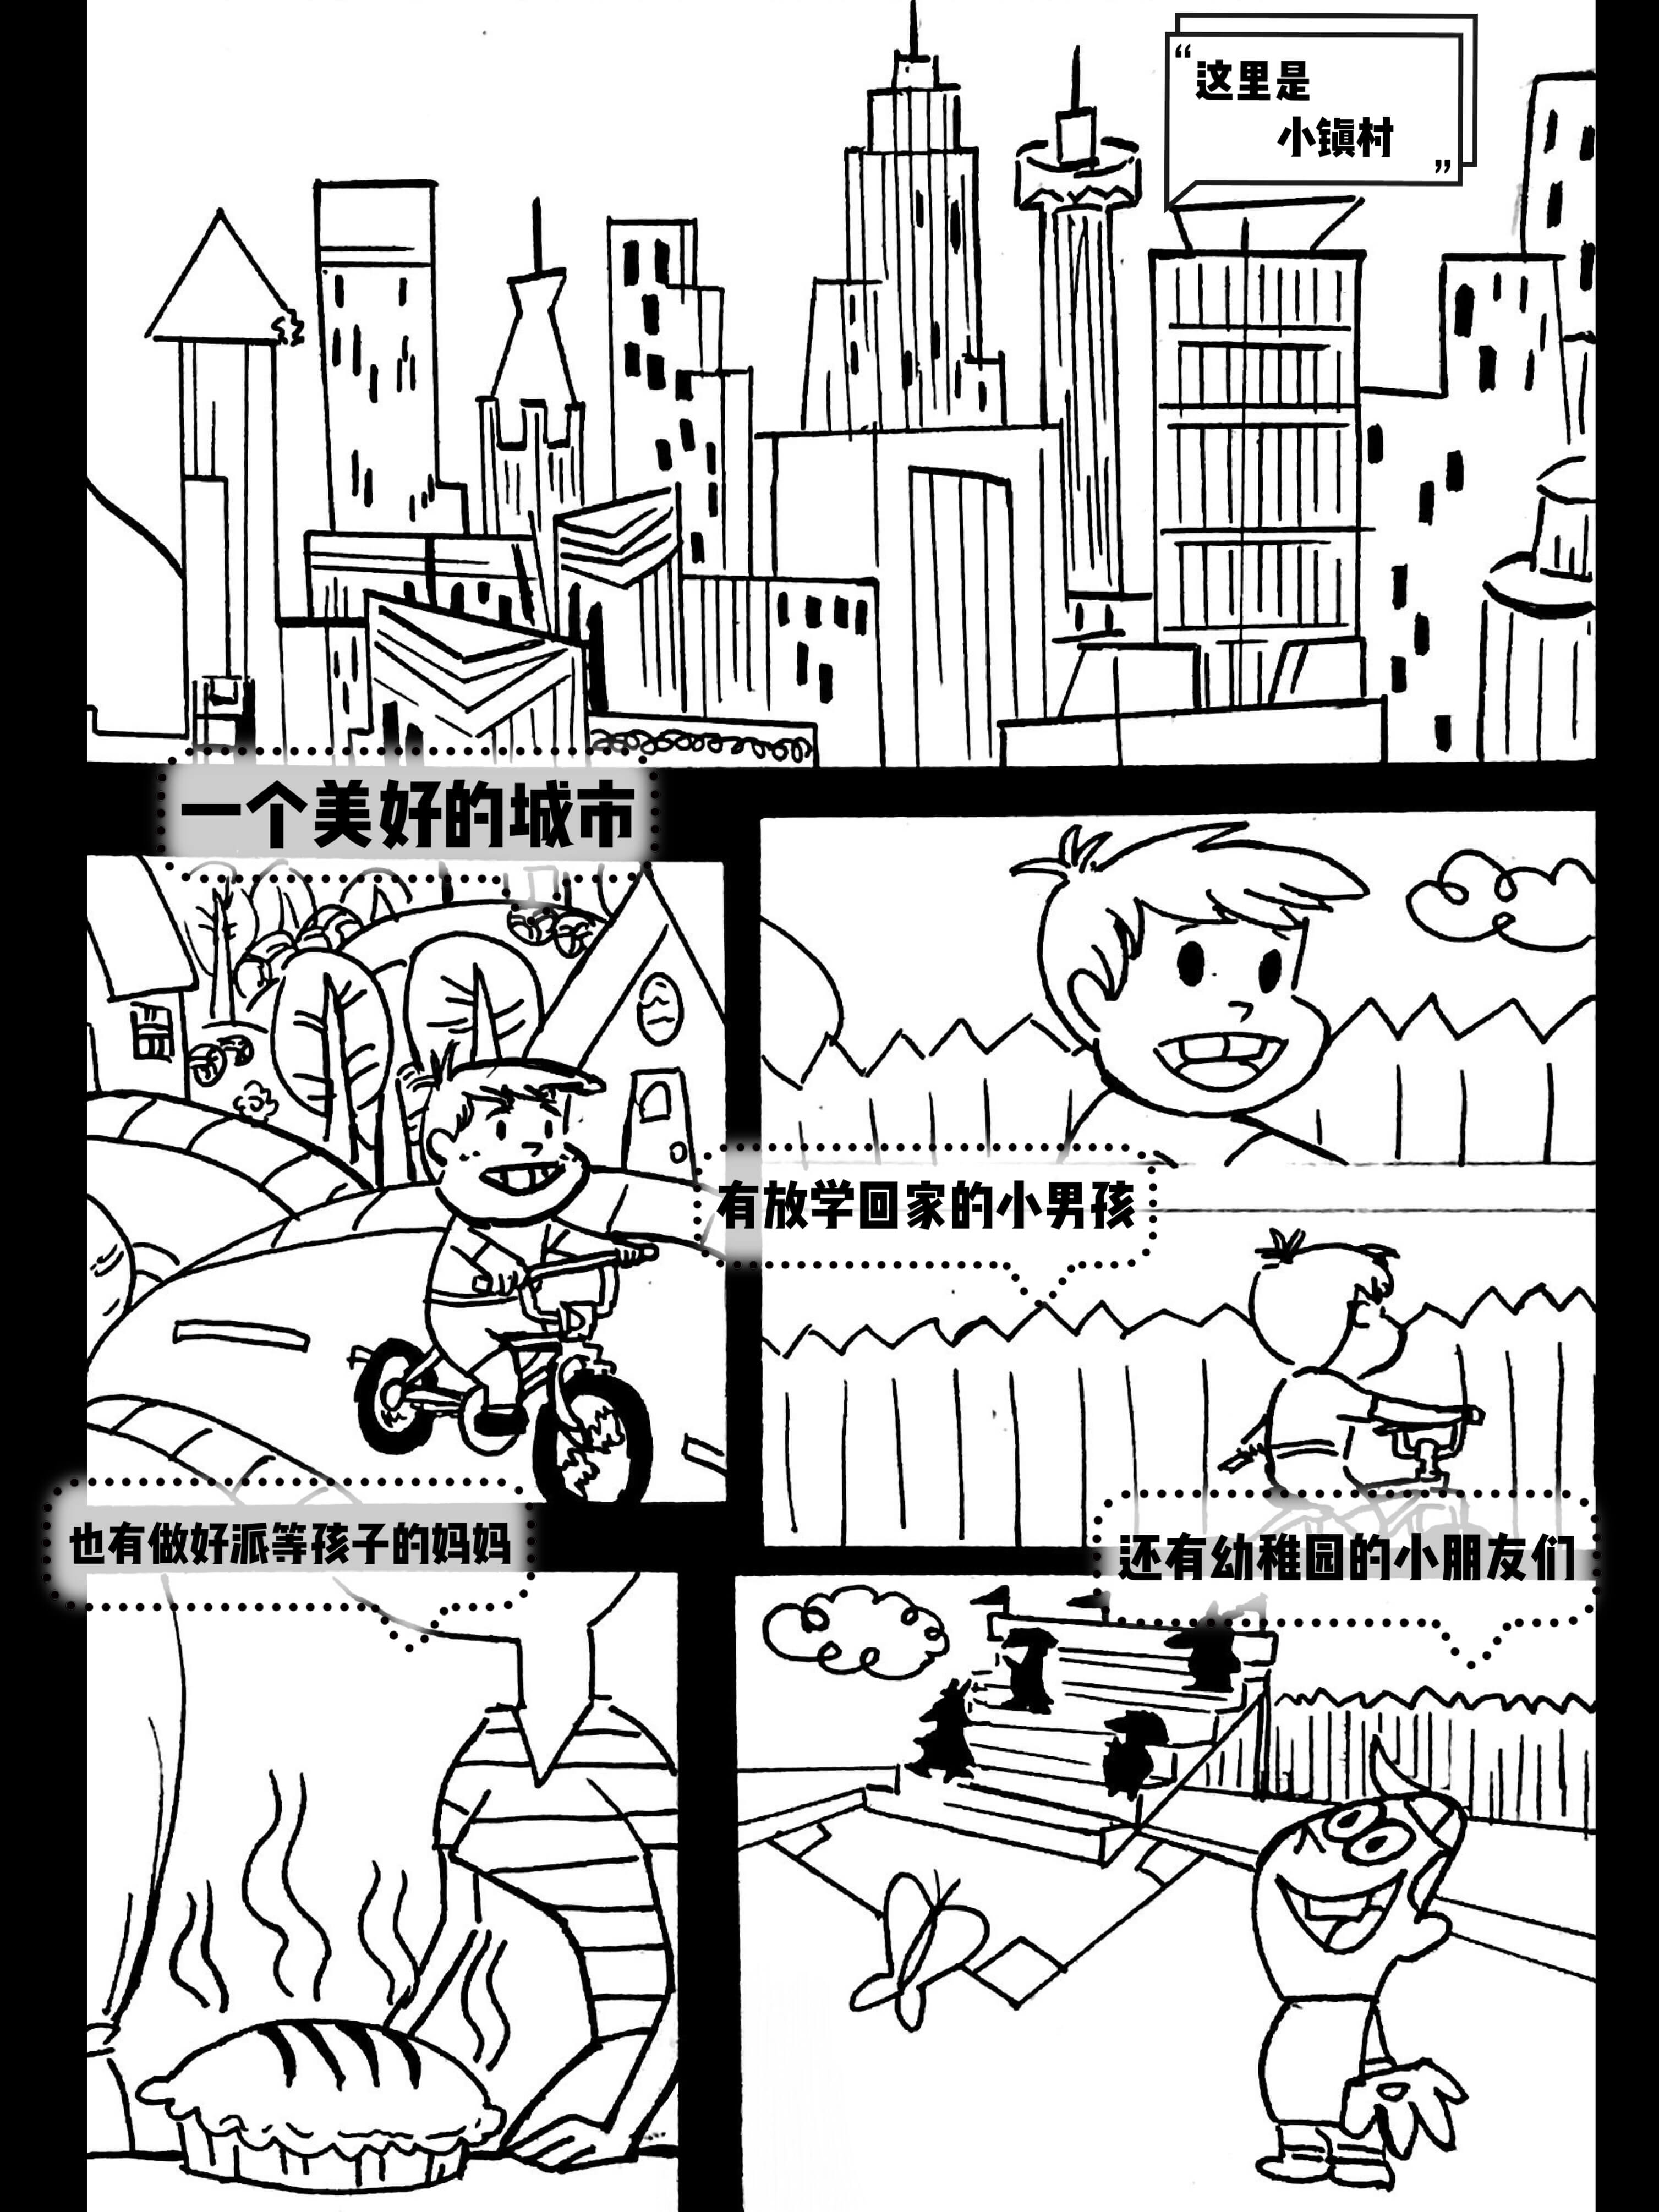 “这里是
小镇村”
一个美好的城市
有放学回家的小男孩
也有做好派等孩子的妈妈
还有幼稚园的小朋友们